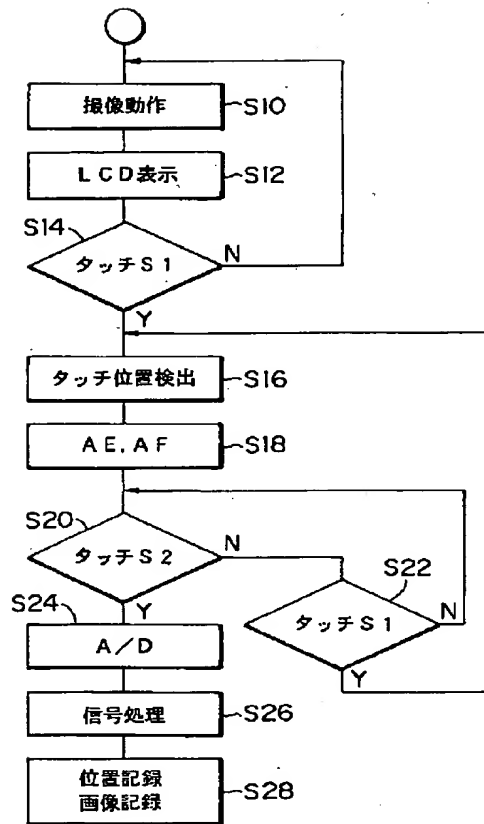 撮像動作
S10
LCD表示
S12
S14
タッチS1
N
Y
タッチ位置検出
S16
AE,AF
S18
S20
タッチS2
N
Y
S22
タッチS1
N
Y
S24
A/D
信号処理
S26
位置記録
画像記録
S28